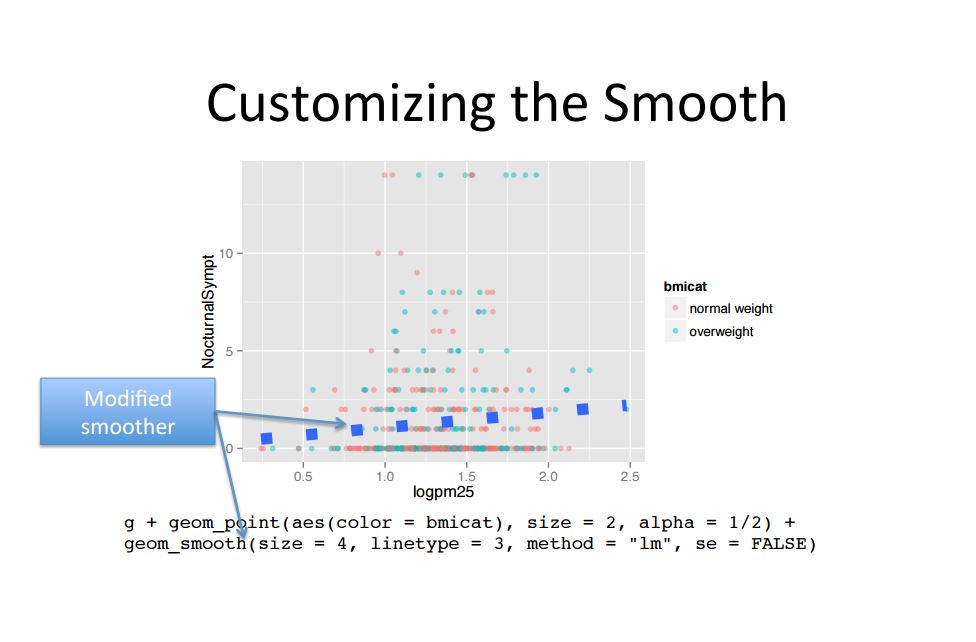 Customizing the Smooth
10
5
0
NocturnalSympt
0.5 1.0 1.5 2.0 2.5
logpm25
bmicat
normal weight
overweight
Modified
smoother
g + geom_point(aes(color = bmicat), size = 2, alpha = 1/2) +
geom_smooth(size = 4, linetype = 3, method = "lm", se = FALSE)